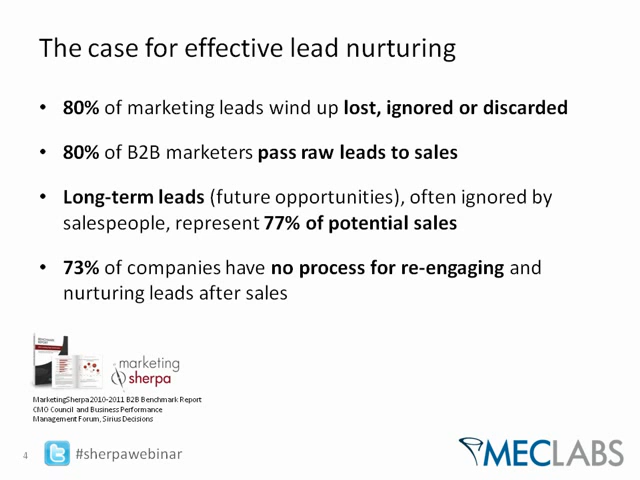 The case for effective lead nurturing
• 80% of marketing leads wind up lost, ignored or discarded
• 80% of B2B marketers pass raw leads to sales
• Long-term leads (future opportunities), often ignored by
salespeople, represent 77% of potential sales
• 73% of companies have no process for re-engaging and
nurturing leads after sales
marketing
sherpa
MarketingSherpa 2010-2011 B2B Benchmark Report
CMO Council and Business Performance
Management Forum, Sirius Decisions
4
#sherpawebinar
MECLABS